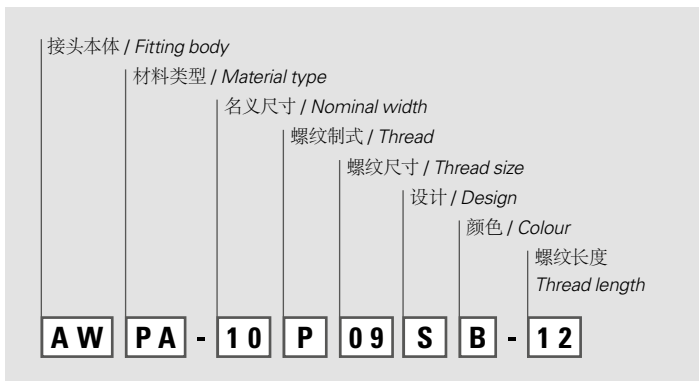 接头本体 / Fitting body
材料类型 / Material type
名义尺寸 / Nominal width
螺纹制式 / Thread
螺纹尺寸 / Thread size
设计 / Design
颜色 / Colour
螺纹长度
Thread length
AW PA - 10 P 09 S B - 12